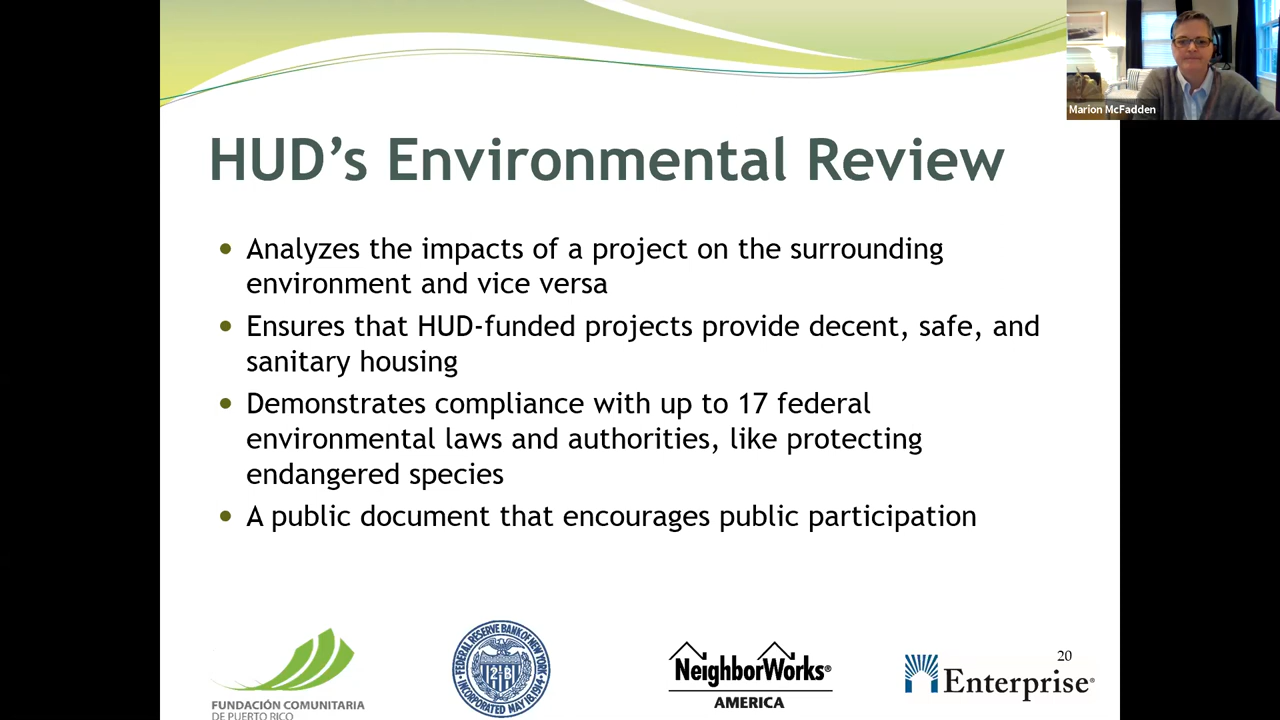 Marion McFadden
HUD’s Environmental Review
• Analyzes the impacts of a project on the surrounding
environment and vice versa
• Ensures that HUD-funded projects provide decent, safe, and
sanitary housing
• Demonstrates compliance with up to 17 federal
environmental laws and authorities, like protecting
endangered species
• A public document that encourages public participation
FUNDACIÓN COMUNITARIA
DE PUERTO RICO
FEDERAL RESERVE BANK OF NEW YORK
INCORPORATED MAY 18, 1914
NeighborWorks®
AMERICA
20
Enterprise®